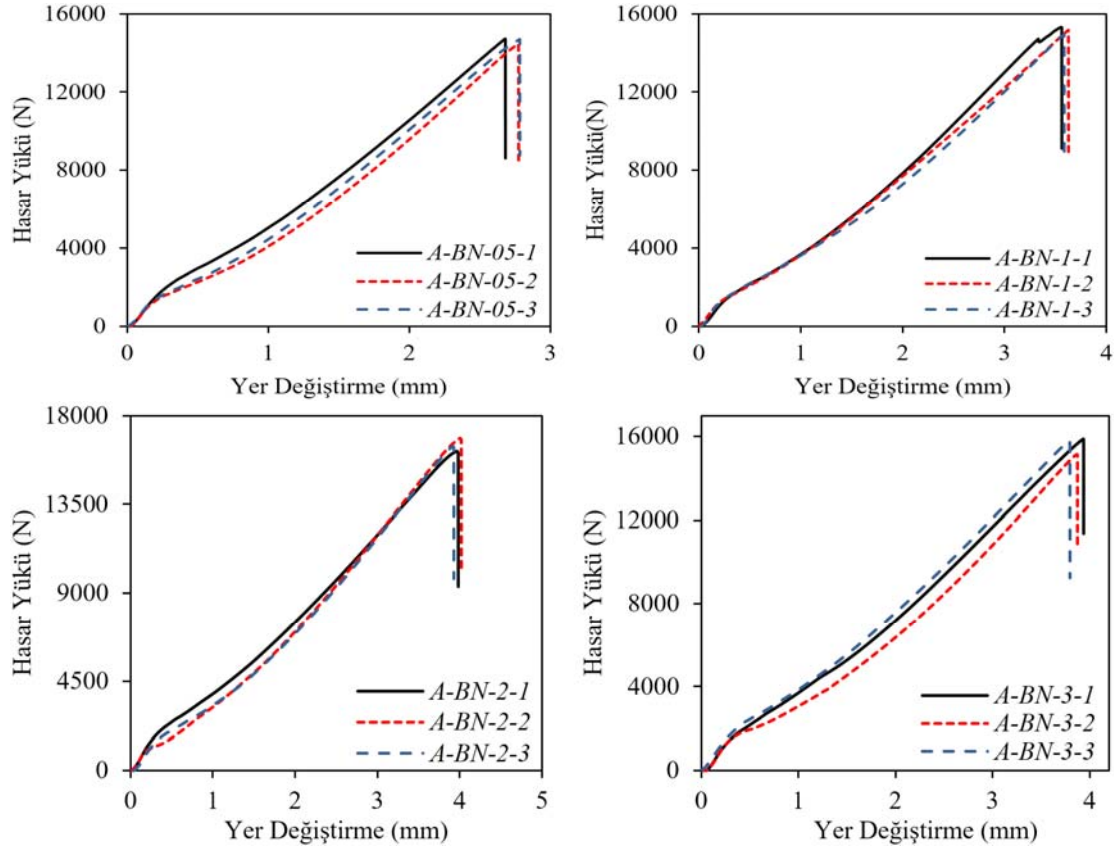 16000
12000
8000
4000
0
Hasar Yükü (N)
A-BN-05-1
A-BN-05-2
A-BN-05-3
0 1 2 3
Yer Değiştirme (mm)
16000
12000
8000
4000
0
Hasar Yükü(N)
A-BN-1-1
A-BN-1-2
A-BN-1-3
0 1 2 3 4
Yer Değiştirme (mm)
18000
13500
9000
4500
0
Hasar Yükü (N)
A-BN-2-1
A-BN-2-2
A-BN-2-3
0 1 2 3 4 5
Yer Değiştirme (mm)
16000
12000
8000
4000
0
Hasar Yükü (N)
A-BN-3-1
A-BN-3-2
A-BN-3-3
0 1 2 3 4
Yer Değiştirme (mm)